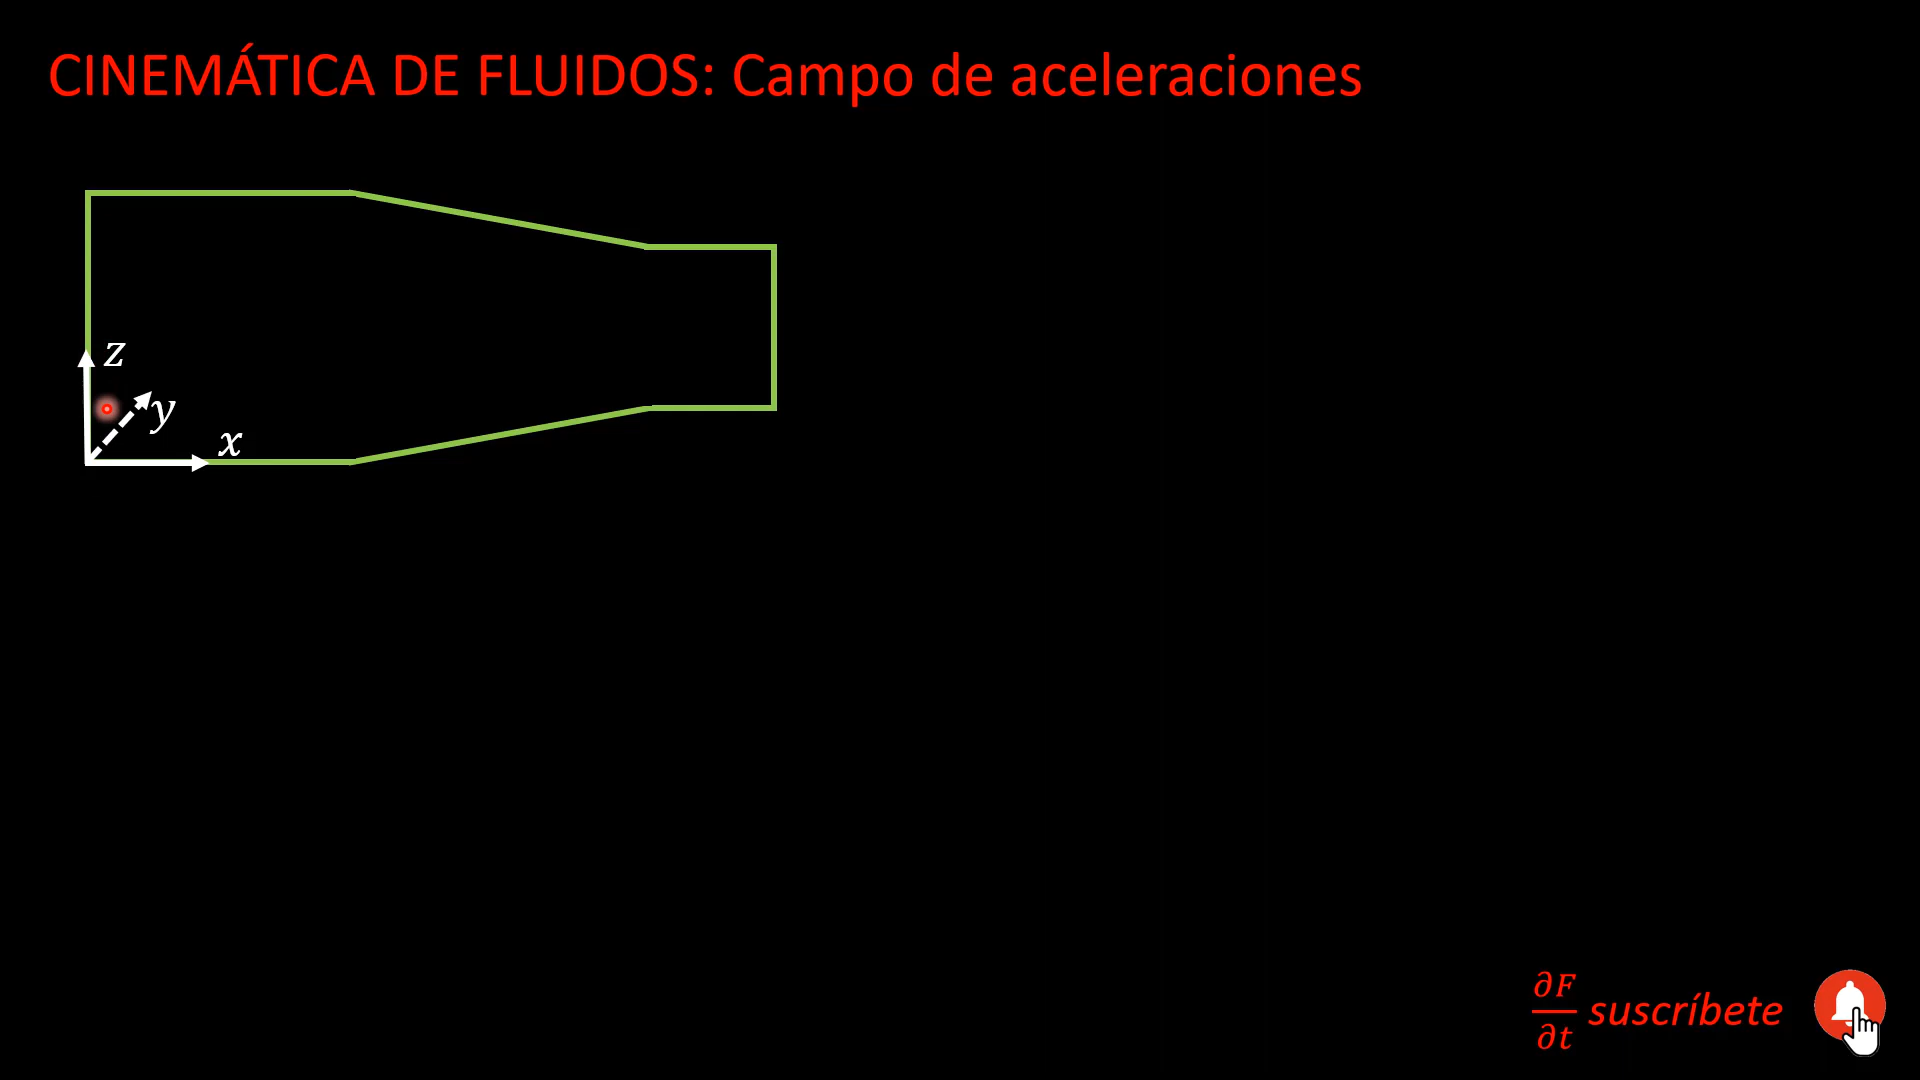 CINEMÁTICA DE FLUIDOS: Campo de aceleraciones
z
y
x
∂F
∂t
suscríbete